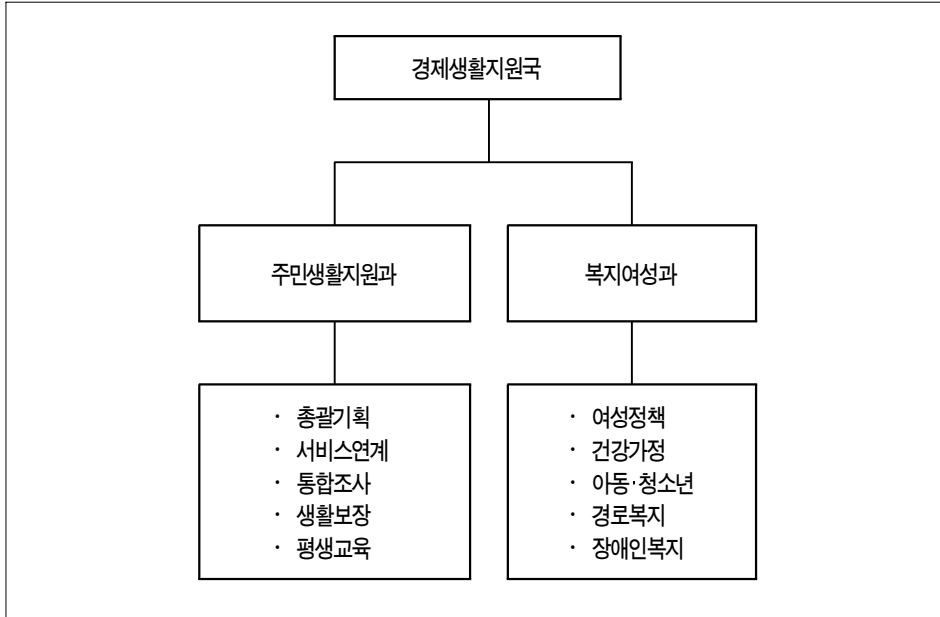 경제생활지원국
주민생활지원과
복지여성과
· 총괄기획
· 서비스연계
· 통합조사
· 생활보장
· 평생교육
· 여성정책
· 건강가정
· 아동·청소년
· 경로복지
· 장애인복지